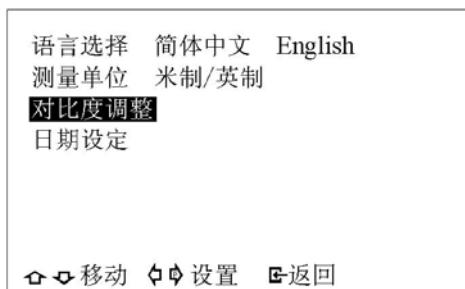 语言选择 简体中文 English
测量单位 米制/英制
对比度调整
日期设定
移动 设置 返回